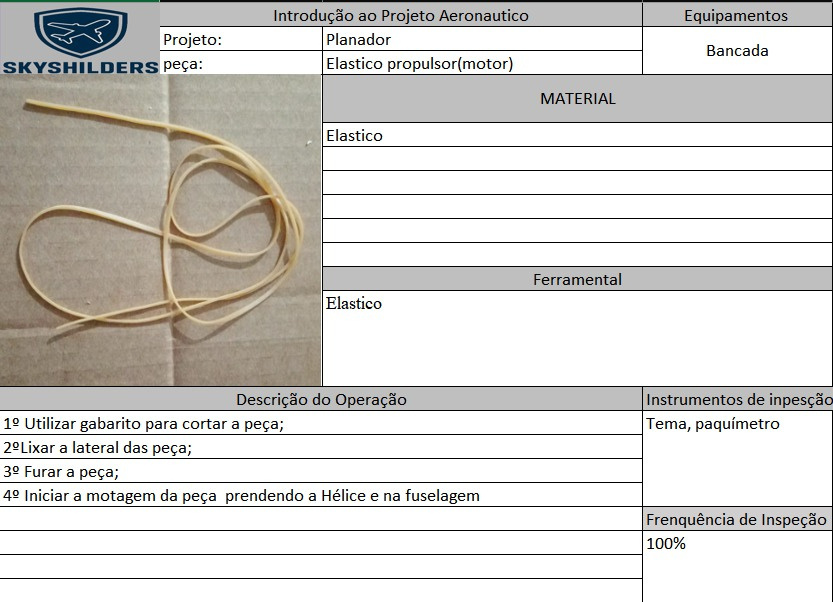 Introdução ao Projeto Aeronautico
Equipamentos
SKYSHILDERS
Projeto:
Planador
Bancada
peça:
Elastico propulsor(motor)
MATERIAL
Elastico
Ferramental
Elastico
Descrição do Operação
Instrumentos de inpesção
1º Utilizar gabarito para cortar a peça;
Tema, paquímetro
2ºLixar a lateral das peça;
3º Furar a peça;
4º Iniciar a motagem da peça prendendo a Hélice e na fuselagem
Frenquência de Inspeção
100%